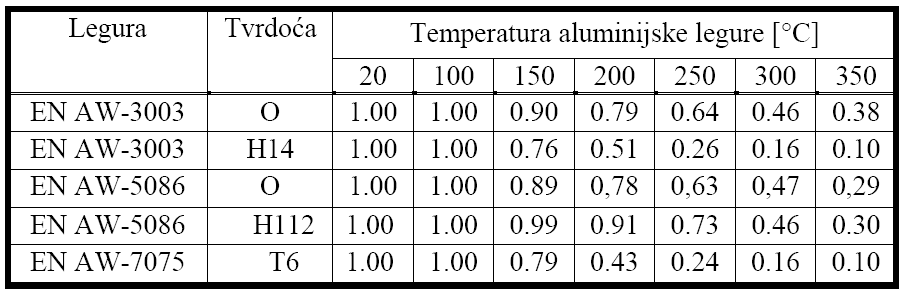 Legura Tvrdoća Temperatura aluminijske legure [°C]
20 100 150 200 250 300 350
EN AW-3003 O 1.00 1.00 0.90 0.79 0.64 0.46 0.38
EN AW-3003 H14 1.00 1.00 0.76 0.51 0.26 0.16 0.10
EN AW-5086 O 1.00 1.00 0.89 0,78 0,63 0,47 0,29
EN AW-5086 H112 1.00 1.00 0.99 0.91 0.73 0.46 0.30
EN AW-7075 T6 1.00 1.00 0.79 0.43 0.24 0.16 0.10